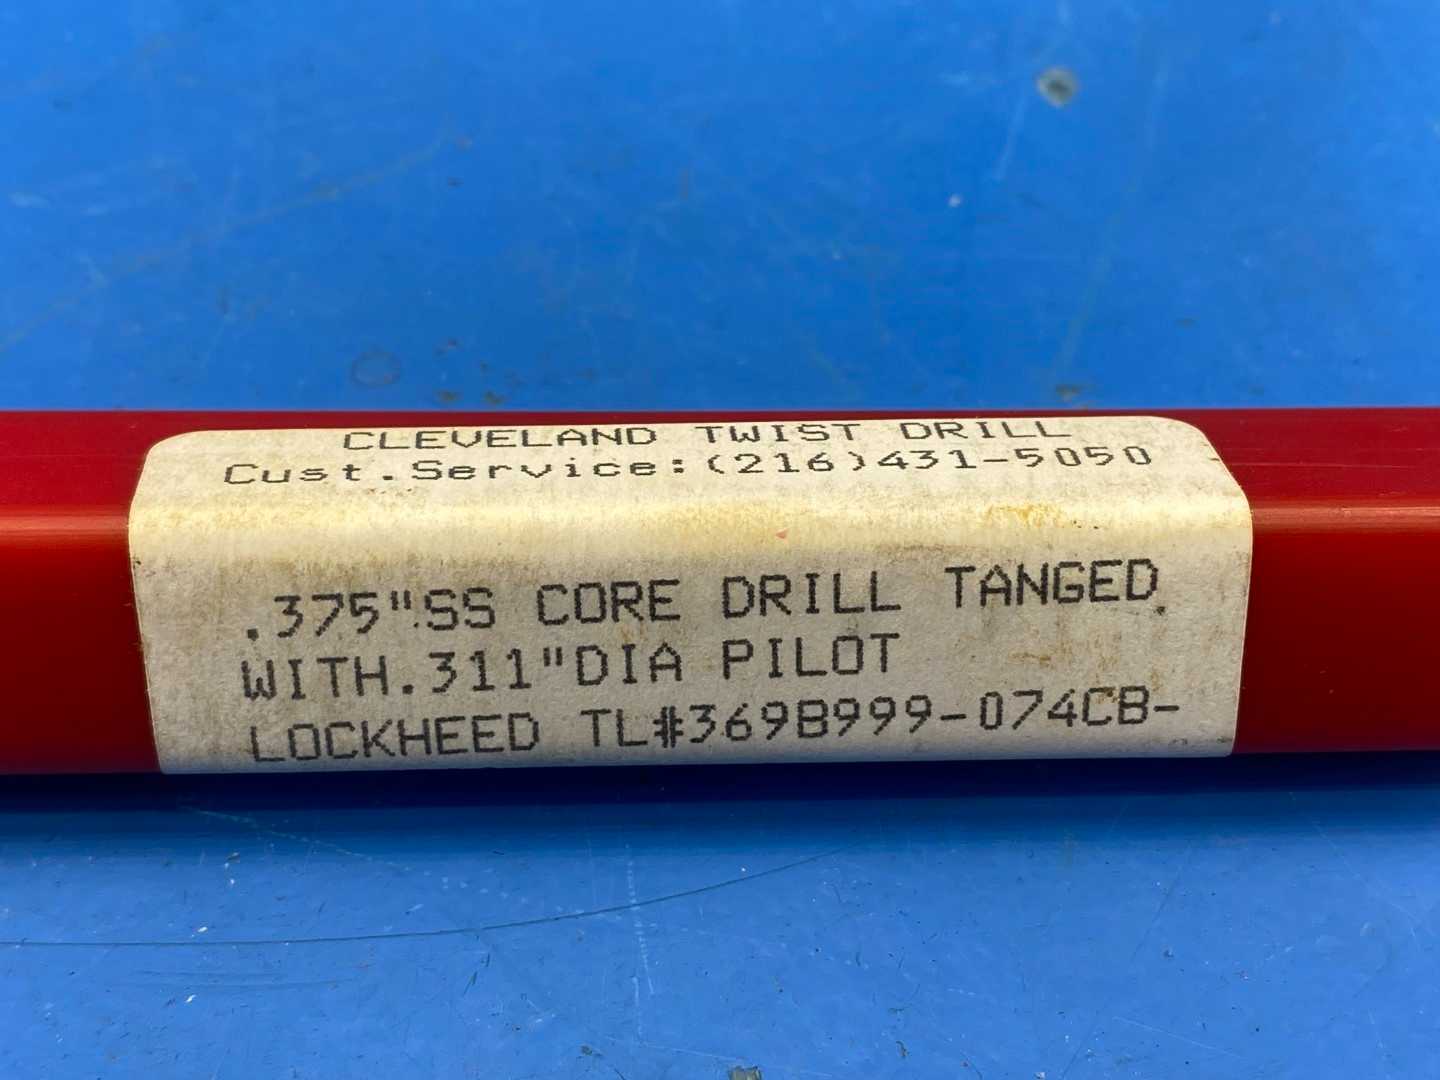 CLEVELAND TWIST DRILL
Cust.Service:(216)431-5050
.375"SS CORE DRILL TANGED
WITH.311"DIA PILOT
LOCKHEED TL#369B999-074CB-